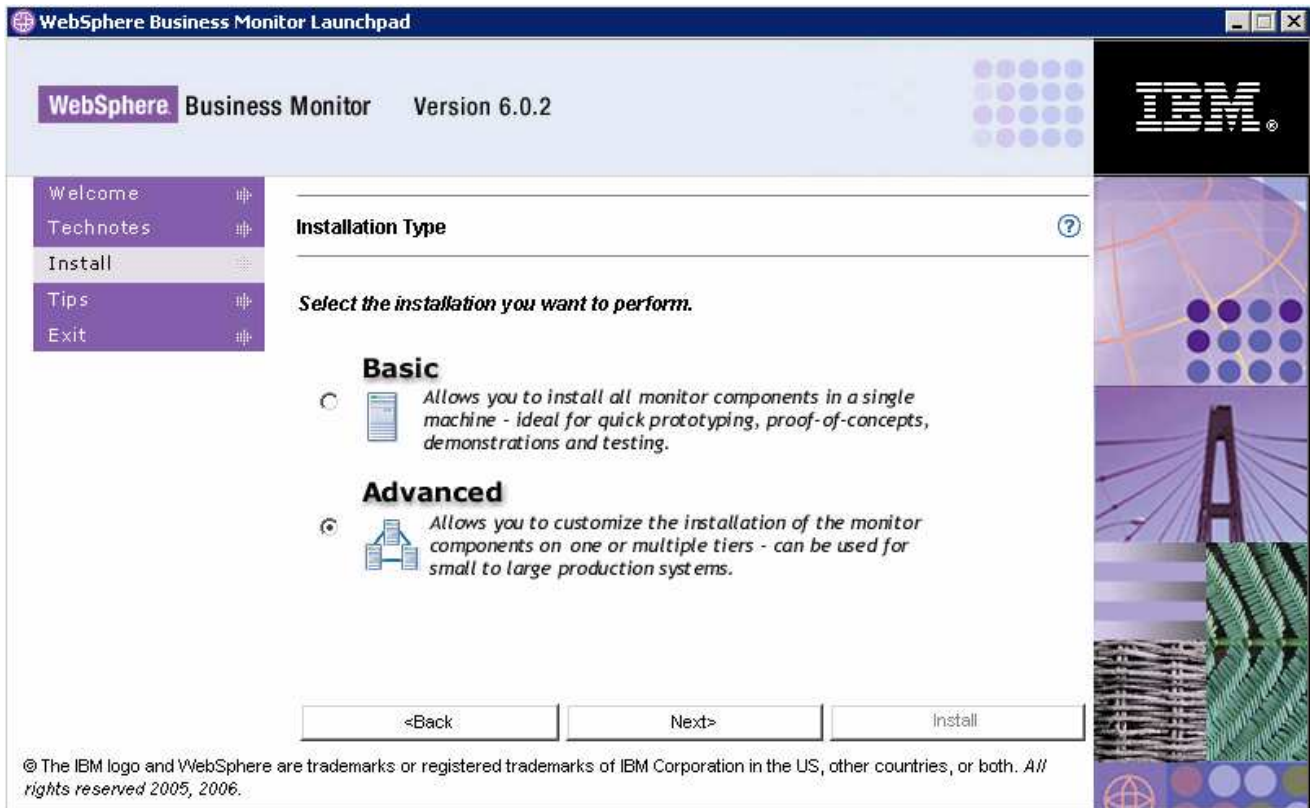 WebSphere Business Monitor Launchpad
WebSphere. Business Monitor Version 6.0.2
IBM®
Welcome
Technotes
Install
Tips
Exit
Installation Type
?
Select the installation you want to perform.
Basic
Allows you to install all monitor components in a single
machine - ideal for quick prototyping, proof-of-concepts,
demonstrations and testing.
Advanced
Allows you to customize the installation of the monitor
components on one or multiple tiers - can be used for
small to large production systems.
<Back
Next>
Install
© The IBM logo and WebSphere are trademarks or registered trademarks of IBM Corporation in the US, other countries, or both. All
rights reserved 2005, 2006.